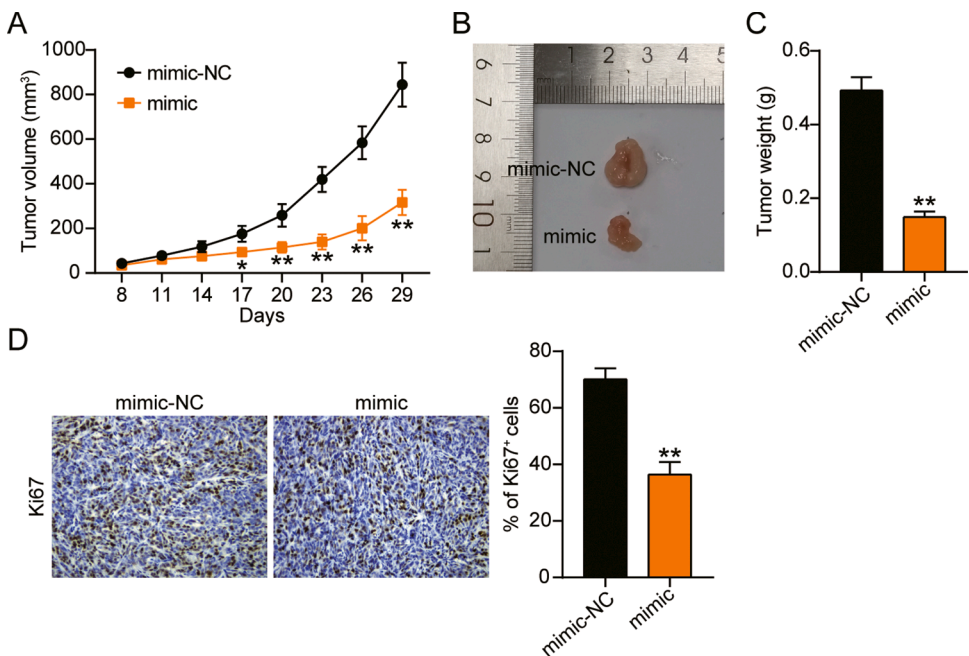 A
Tumor volume (mm³)
1000
800
600
400
200
0
mimic-NC
mimic
*
**
**
**
**
8 11 14 17 20 23 26 29
Days
B
1 2 3 4 5
6
7
8
9
10
1
mimic-NC
mimic
C
Tumor weight (g)
0.6
0.4
0.2
0.0
**
mimic-NC
mimic
D
mimic-NC
mimic
Ki67
% of Ki67⁺ cells
80
60
40
20
0
**
mimic-NC
mimic